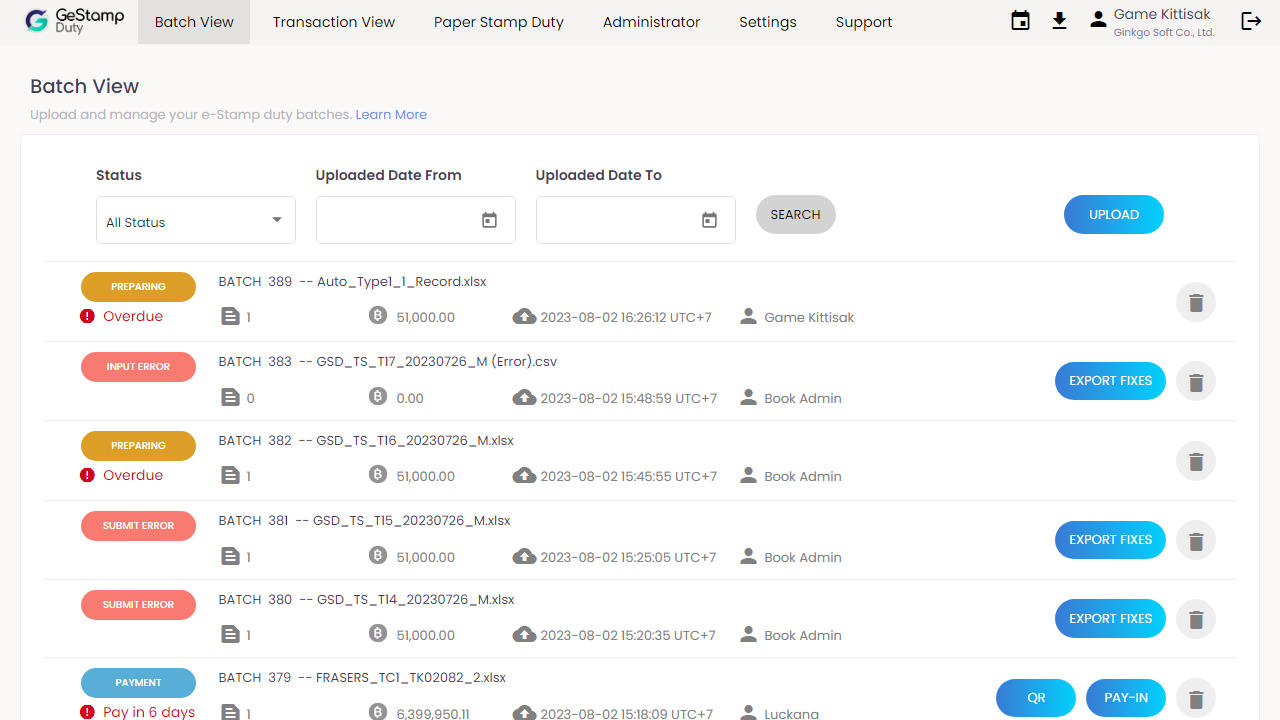 GeStamp Duty
Batch View Transaction View Paper Stamp Duty Administrator Settings Support
Game Kittisak
Ginkgo Soft Co., Ltd.
Batch View
Upload and manage your e-Stamp duty batches. Learn More
Status Uploaded Date From Uploaded Date To
All Status SEARCH UPLOAD
PREPARING BATCH 389 -- Auto_Type1_1_Record.xlsx
Overdue 1 51,000.00 2023-08-02 16:26:12 UTC+7 Game Kittisak
INPUT ERROR BATCH 383 -- GSD_TS_T17_20230726_M (Error).csv
EXPORT FIXES
0 0.00 2023-08-02 15:48:59 UTC+7 Book Admin
PREPARING BATCH 382 -- GSD_TS_T16_20230726_M.xlsx
Overdue 1 51,000.00 2023-08-02 15:45:55 UTC+7 Book Admin
SUBMIT ERROR BATCH 381 -- GSD_TS_T15_20230726_M.xlsx
EXPORT FIXES
1 51,000.00 2023-08-02 15:25:05 UTC+7 Book Admin
SUBMIT ERROR BATCH 380 -- GSD_TS_T14_20230726_M.xlsx
EXPORT FIXES
1 51,000.00 2023-08-02 15:20:35 UTC+7 Book Admin
PAYMENT BATCH 379 -- FRASERS_TC1_TK02082_2.xlsx
QR PAY-IN
Pay in 6 days 1 6,399,950.11 2023-08-02 15:18:09 UTC+7 Luckana